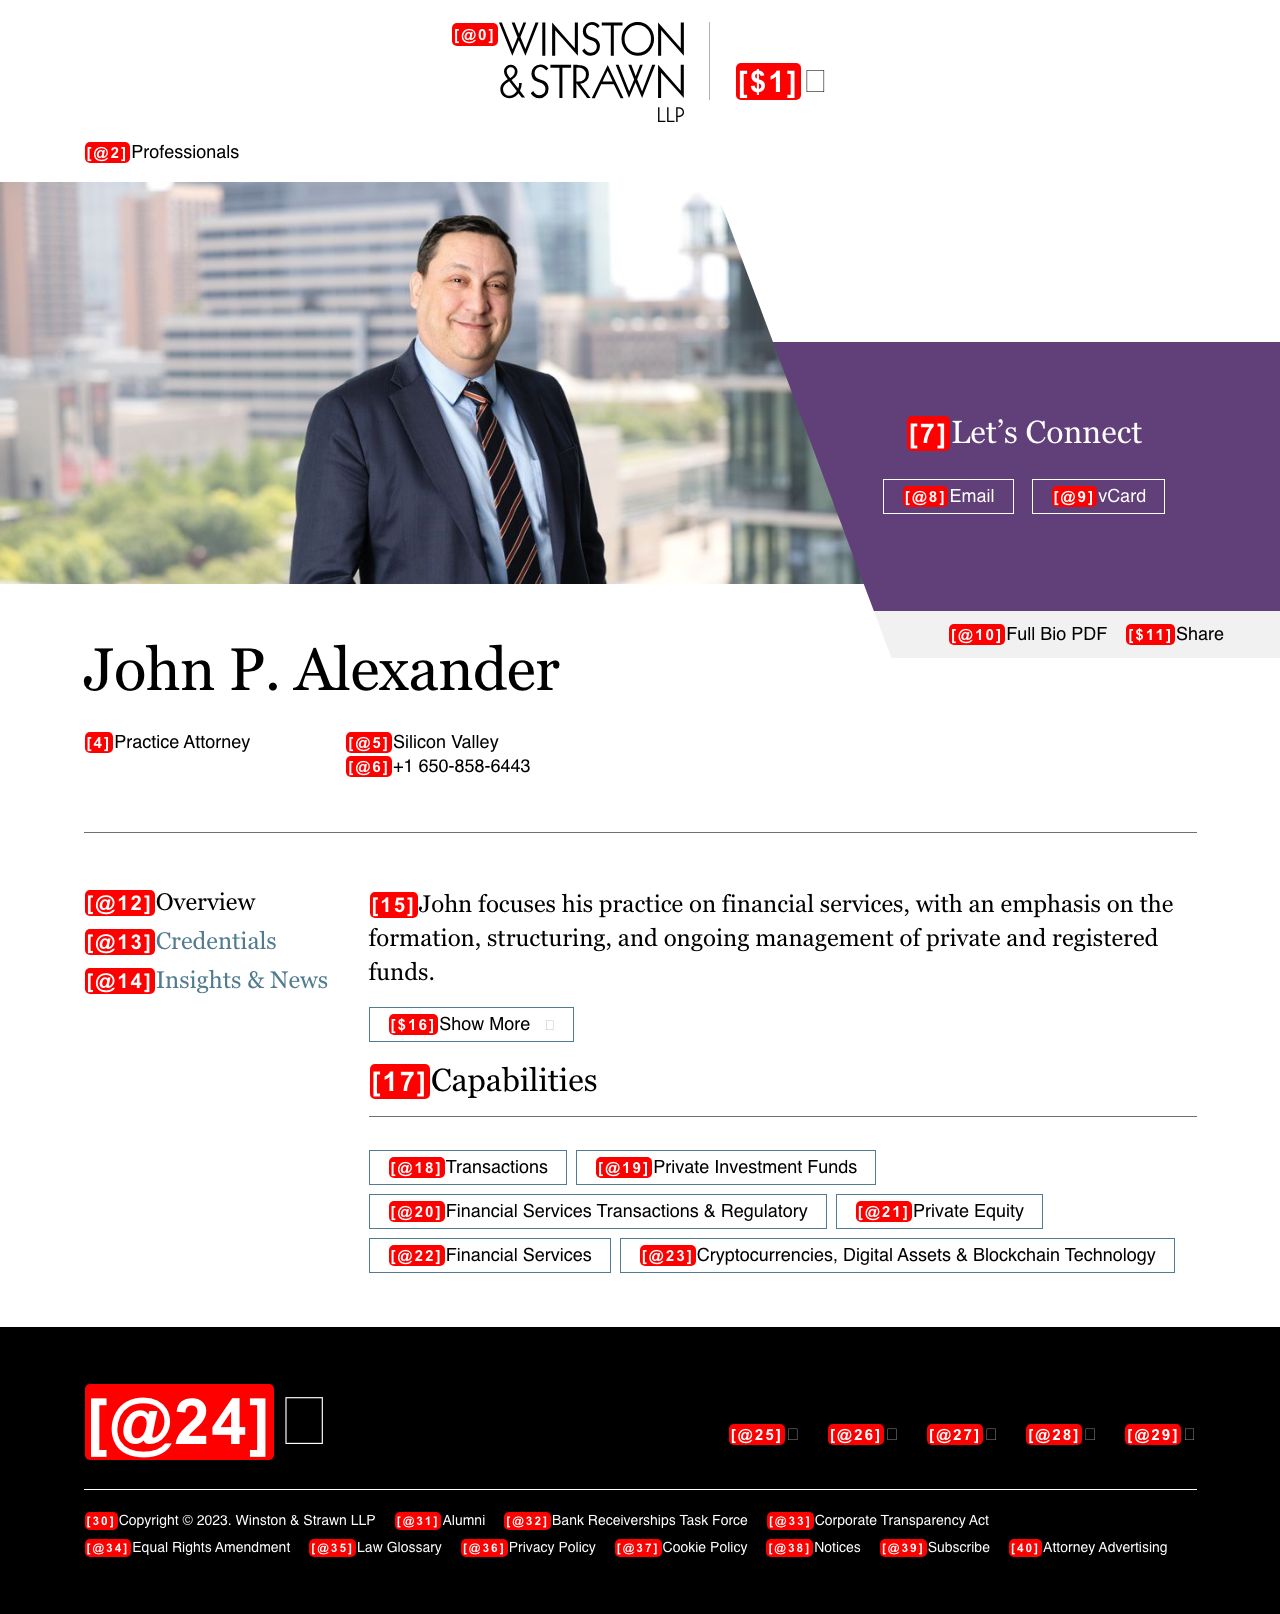 [@0] WINSTON
& STRAWN
LLP
[$1]
[@2] Professionals
[7] Let’s Connect
[@8] Email [@9] vCard
[@10] Full Bio PDF [$11] Share
John P. Alexander
[4] Practice Attorney [@5] Silicon Valley
[@6] +1 650-858-6443
[@12] Overview
[@13] Credentials
[@14] Insights & News
[15] John focuses his practice on financial services, with an emphasis on the
formation, structuring, and ongoing management of private and registered
funds.
[$16] Show More
[17] Capabilities
[@18] Transactions [@19] Private Investment Funds
[@20] Financial Services Transactions & Regulatory [@21] Private Equity
[@22] Financial Services [@23] Cryptocurrencies, Digital Assets & Blockchain Technology
[@24]
[@25] [@26] [@27] [@28] [@29]
[30] Copyright © 2023. Winston & Strawn LLP [@31] Alumni [@32] Bank Receiverships Task Force [@33] Corporate Transparency Act
[@34] Equal Rights Amendment [@35] Law Glossary [@36] Privacy Policy [@37] Cookie Policy [@38] Notices [@39] Subscribe [40] Attorney Advertising